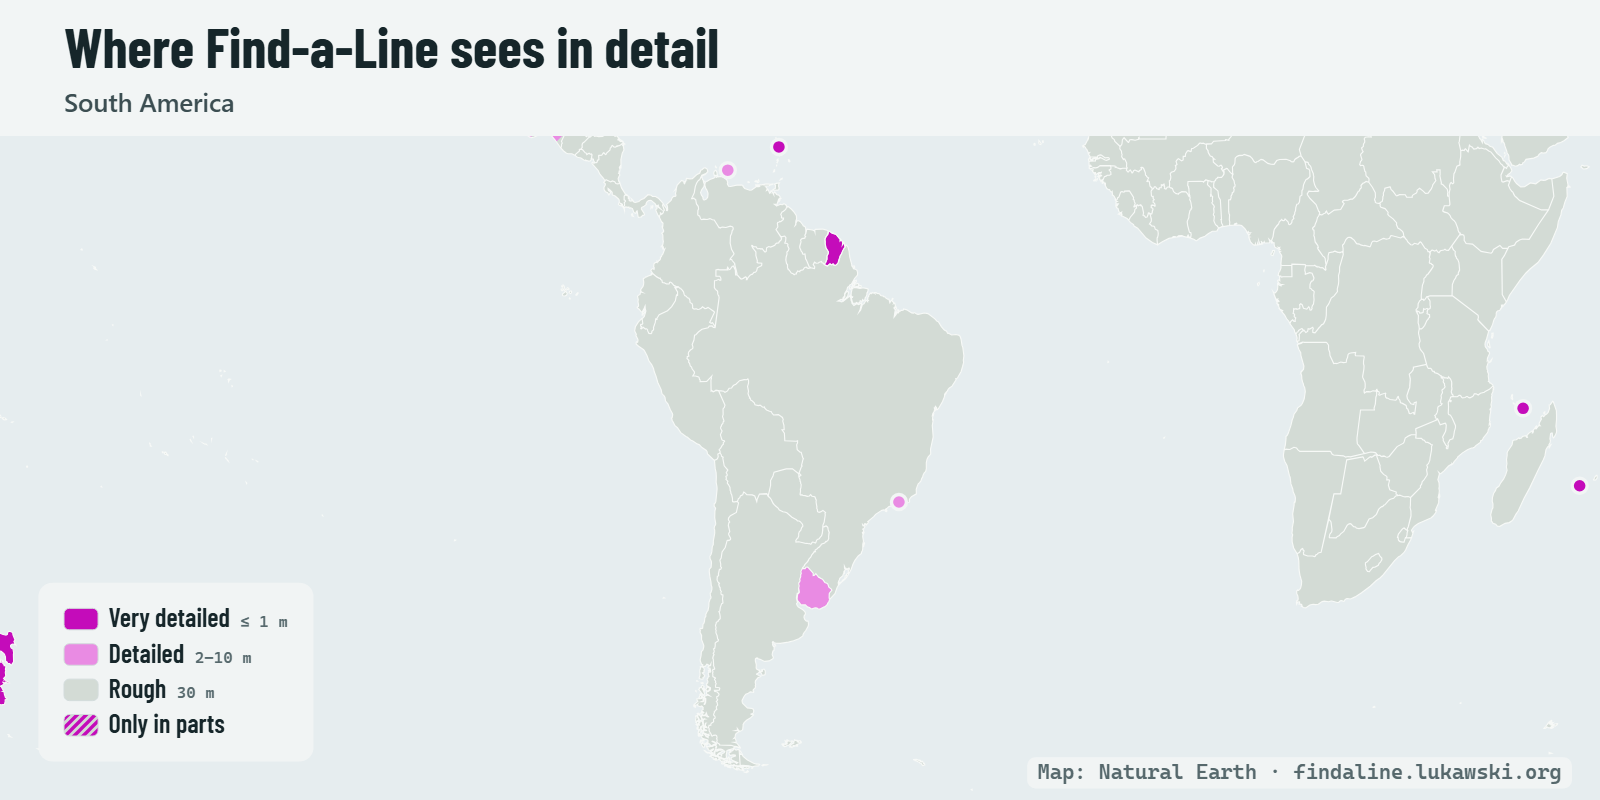 Where Find-a-Line sees in detail
South America
Very detailed ≤ 1 m
Detailed 2–10 m
Rough 30 m
Only in parts
Map: Natural Earth · findaline.lukawski.org